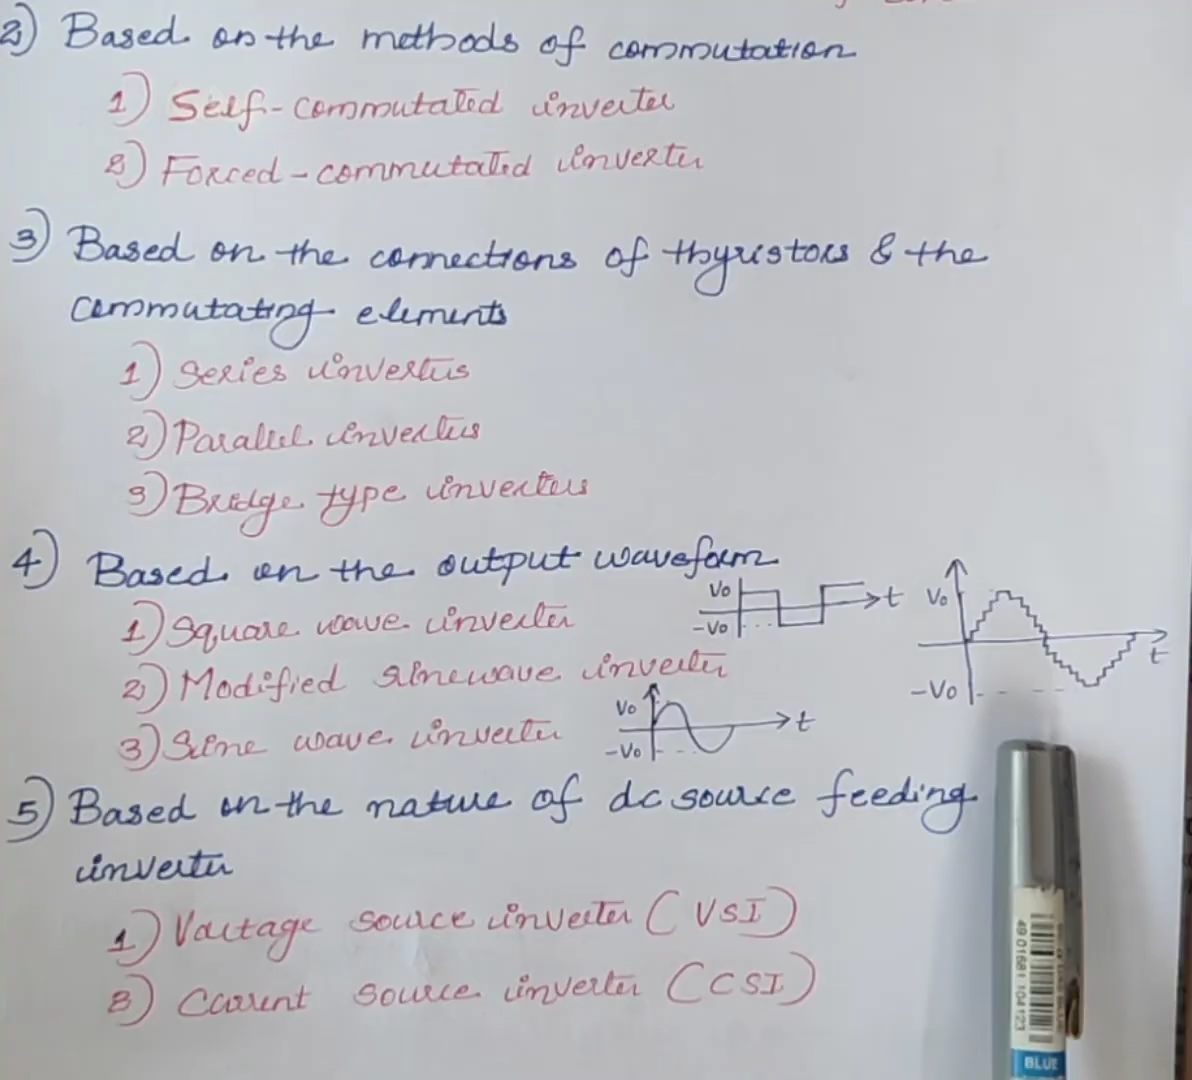 2) Based on the methods of commutation
1) Self-commutated inverter
2) Forced-commutated inverter
3) Based on the connections of thyristors & the
commutating elements
1) Series inverters
2) Parallel inverters
3) Bridge type inverters
4) Based on the output waveform
1) Square wave inverter
Vo
-Vo
t
Vo
-Vo
t
2) Modified sinewave inverter
3) Sine wave inverter
Vo
-Vo
t
5) Based on the nature of dc source feeding
inverter
1) Voltage source inverter (VSI)
2) Current source inverter (CSI)
4901681 104123
BLUE